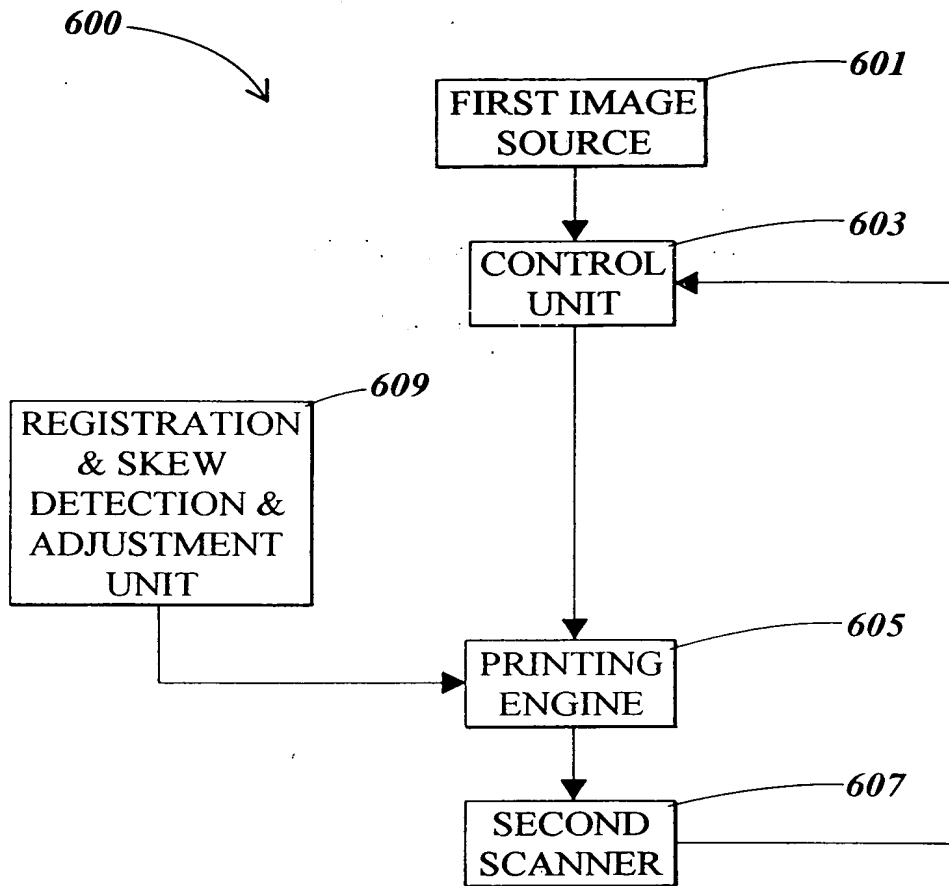 600
601
FIRST IMAGE
SOURCE
603
CONTROL
UNIT
609
REGISTRATION
& SKEW
DETECTION &
ADJUSTMENT
UNIT
605
PRINTING
ENGINE
607
SECOND
SCANNER